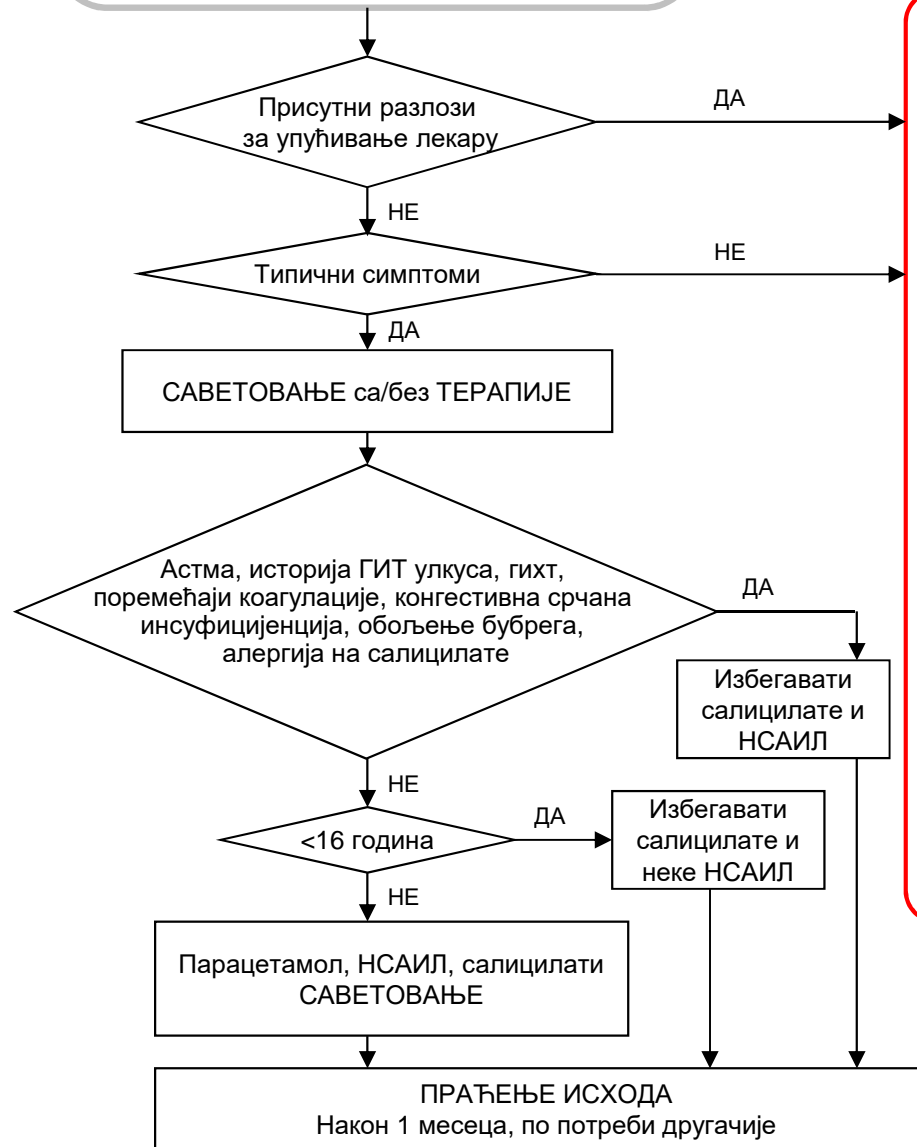 Присутни разлози
за упућивање лекару
ДА
НЕ
Типични симптоми
НЕ
ДА
САВЕТОВАЊЕ са/без ТЕРАПИЈЕ
Астма, историја ГИТ улкуса, гихт,
поремећаји коагулације, конгестивна срчана
инсуфицијенција, обољење бубрега,
алергија на салицилате
ДА
Избегавати
салицилате и
НСАИЛ
НЕ
<16 година
ДА
Избегавати
салицилате и
неке НСАИЛ
НЕ
Парацетамол, НСАИЛ, салицилати
САВЕТОВАЊЕ
ПРАЋЕЊЕ ИСХОДА
Након 1 месеца, по потреби другачије